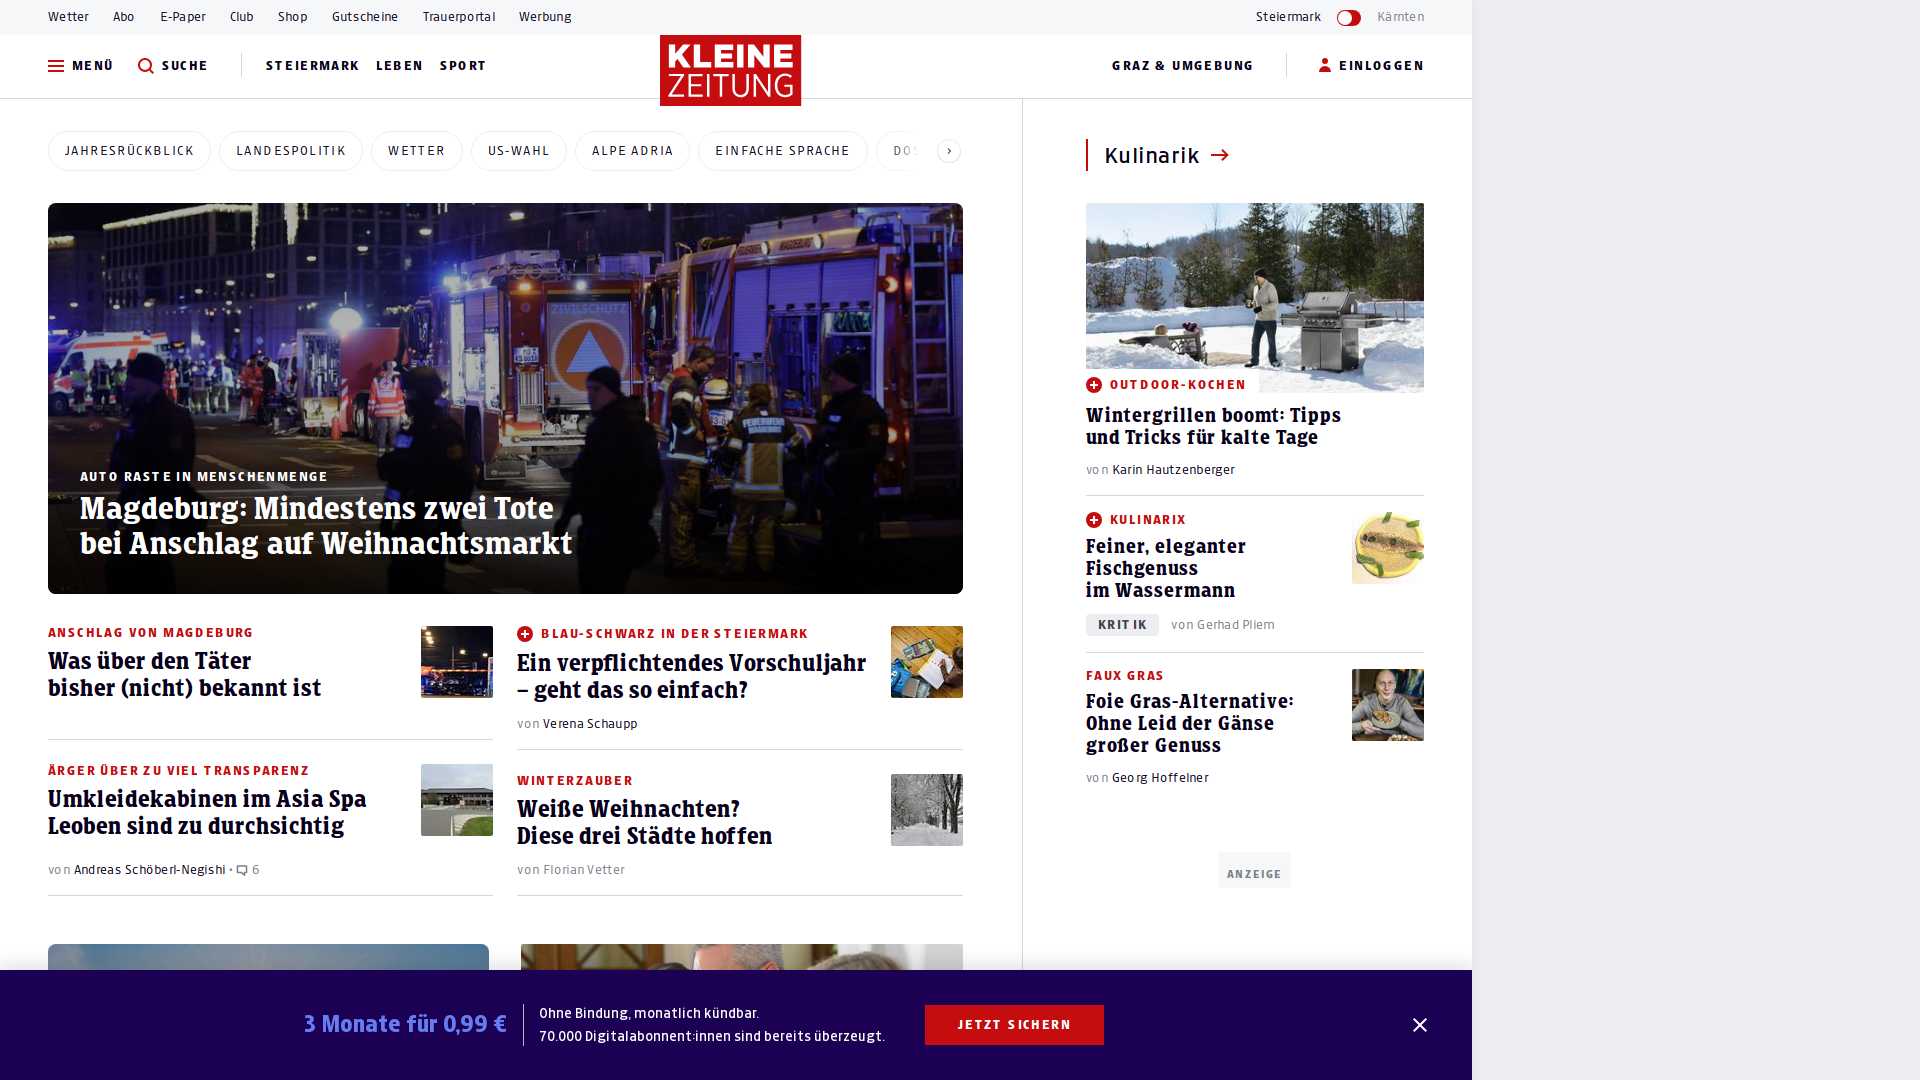 Wetter Abo E-Paper Club Shop Gutscheine Trauerportal Werbung Steiermark Kärnten
MENÜ SUCHE STEIERMARK LEBEN SPORT KLEINE ZEITUNG GRAZ & UMGEBUNG EINLOGGEN
JAHRESRÜCKBLICK LANDESPOLITIK WETTER US-WAHL ALPE ADRIA EINFACHE SPRACHE
AUTO RASTE IN MENSCHENMENGE
Magdeburg: Mindestens zwei Tote
bei Anschlag auf Weihnachtsmarkt
ZIVILSCHUTZ
ANSCHLAG VON MAGDEBURG
Was über den Täter
bisher (nicht) bekannt ist
BLAU-SCHWARZ IN DER STEIERMARK
Ein verpflichtendes Vorschuljahr
– geht das so einfach?
von Verena Schaupp
ÄRGER ÜBER ZU VIEL TRANSPARENZ
Umkleidekabinen im Asia Spa
Leoben sind zu durchsichtig
von Andreas Schöberl-Negishi • 6
WINTERZAUBER
Weiße Weihnachten?
Diese drei Städte hoffen
von Florian Vetter
Kulinarik
OUTDOOR-KOCHEN
Wintergrillen boomt: Tipps
und Tricks für kalte Tage
von Karin Hautzenberger
KULINARIX
Feiner, eleganter
Fischgenuss
im Wassermann
KRITIK von Gerhad Pliem
FAUX GRAS
Foie Gras-Alternative:
Ohne Leid der Gänse
großer Genuss
von Georg Hoffelner
ANZEIGE
3 Monate für 0,99 €
Ohne Bindung, monatlich kündbar.
70.000 Digitalabonnent:innen sind bereits überzeugt.
JETZT SICHERN